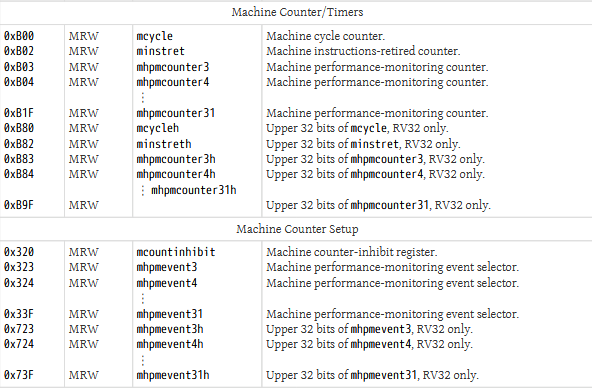 Machine Counter/Timers
0xB00 MRW mcycle Machine cycle counter.
0xB02 MRW minstret Machine instructions-retired counter.
0xB03 MRW mhpmcounter3 Machine performance-monitoring counter.
0xB04 MRW mhpmcounter4 Machine performance-monitoring counter.
⋮
0xB1F MRW mhpmcounter31 Machine performance-monitoring counter.
0xB80 MRW mcycleh Upper 32 bits of mcycle, RV32 only.
0xB82 MRW minstreth Upper 32 bits of minstret, RV32 only.
0xB83 MRW mhpmcounter3h Upper 32 bits of mhpmcounter3, RV32 only.
0xB84 MRW mhpmcounter4h Upper 32 bits of mhpmcounter4, RV32 only.
⋮ mhpmcounter31h
0xB9F MRW Upper 32 bits of mhpmcounter31, RV32 only.
Machine Counter Setup
0x320 MRW mcountinhibit Machine counter-inhibit register.
0x323 MRW mhpmevent3 Machine performance-monitoring event selector.
0x324 MRW mhpmevent4 Machine performance-monitoring event selector.
⋮
0x33F MRW mhpmevent31 Machine performance-monitoring event selector.
0x723 MRW mhpmevent3h Upper 32 bits of mhpmevent3, RV32 only.
0x724 MRW mhpmevent4h Upper 32 bits of mhpmevent4, RV32 only.
⋮
0x73F MRW mhpmevent31h Upper 32 bits of mhpmevent31, RV32 only.